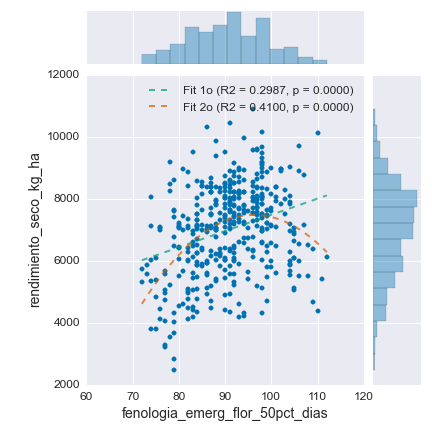 12000
Fit 1o (R2 = 0.2987, p = 0.0000)
Fit 2o (R2 = 0.4100, p = 0.0000)
10000
8000
6000
4000
2000
rendimiento_seco_kg_ha
60 70 80 90 100 110 120
fenologia_emerg_flor_50pct_dias